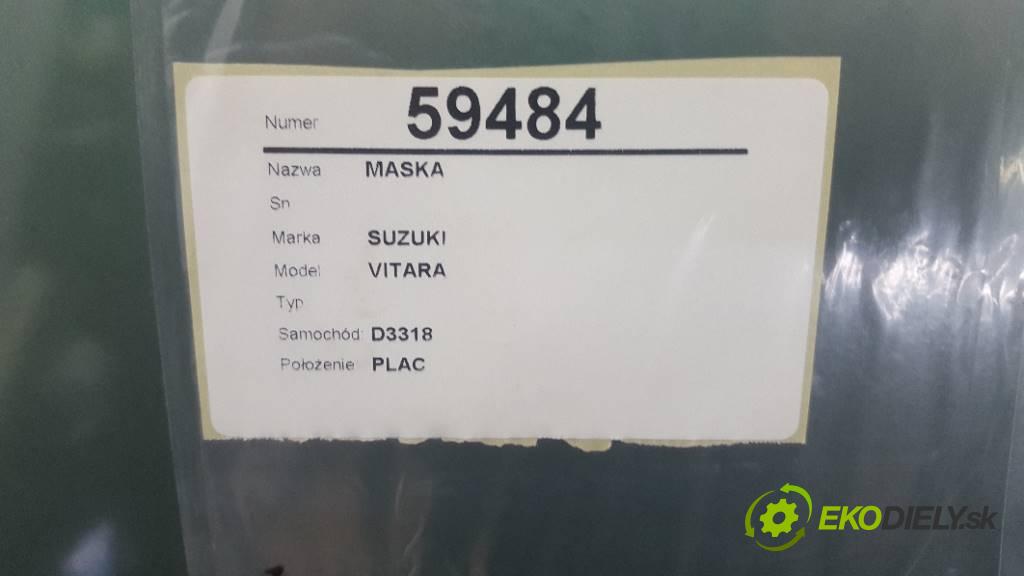 Numer 59484
Nazwa MASKA
Sn
Marka SUZUKI
Model VITARA
Typ
Samochód: D3318
Położenie PLAC
EKODIELY.sk